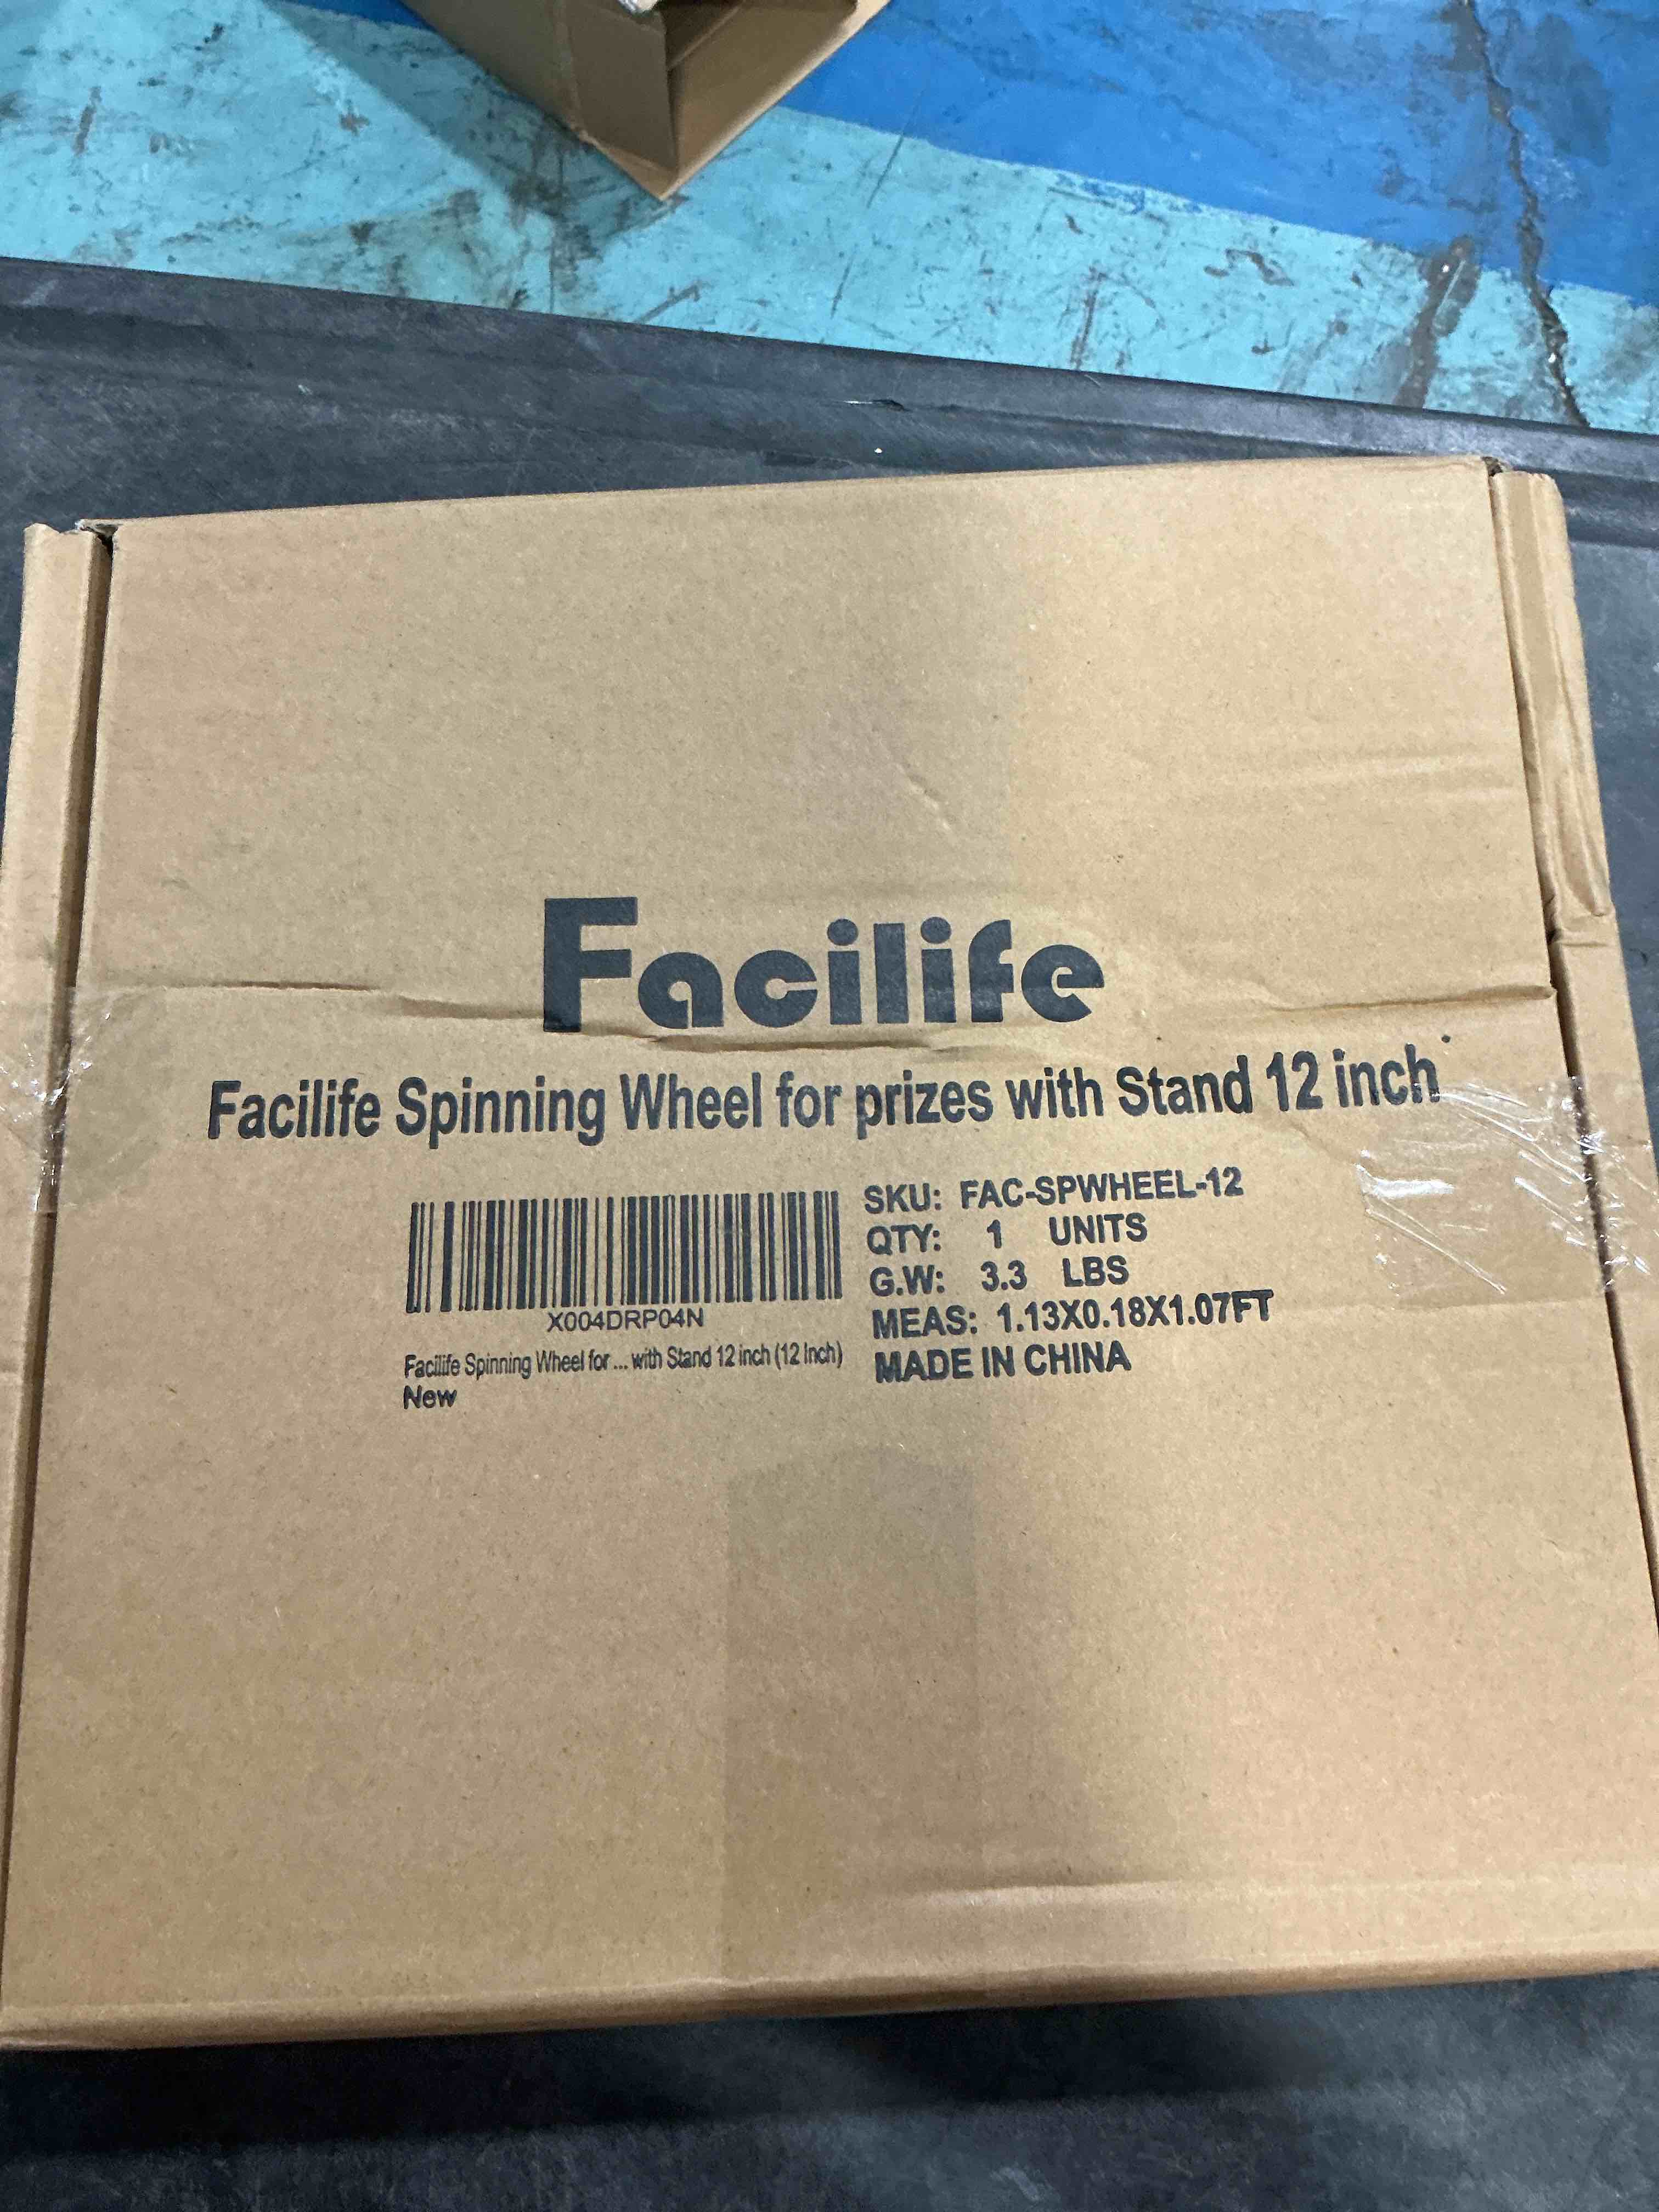 Facilife
Facilife Spinning Wheel for prizes with Stand 12 inch
SKU: FAC-SPWHEEL-12
QTY: 1 UNITS
G.W: 3.3 LBS
MEAS: 1.13X0.18X1.07FT
MADE IN CHINA
X004DRP04N
Facilife Spinning Wheel for ... with Stand 12 inch (12 Inch)
New